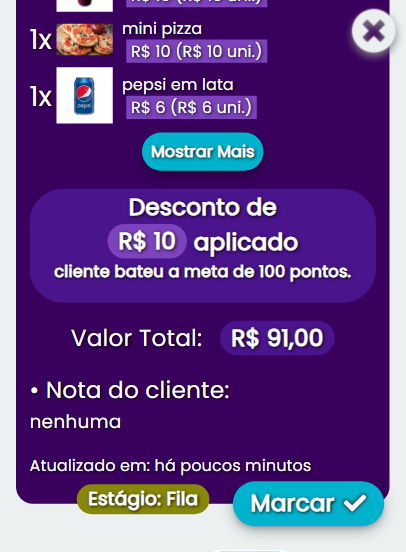 1x mini pizza
R$ 10 (R$ 10 uni.)
1x pepsi em lata
R$ 6 (R$ 6 uni.)
pepsi
Mostrar Mais
Desconto de
R$ 10 aplicado
cliente bateu a meta de 100 pontos.
Valor Total: R$ 91,00
• Nota do cliente:
nenhuma
Atualizado em: há poucos minutos
Estágio: Fila
Marcar